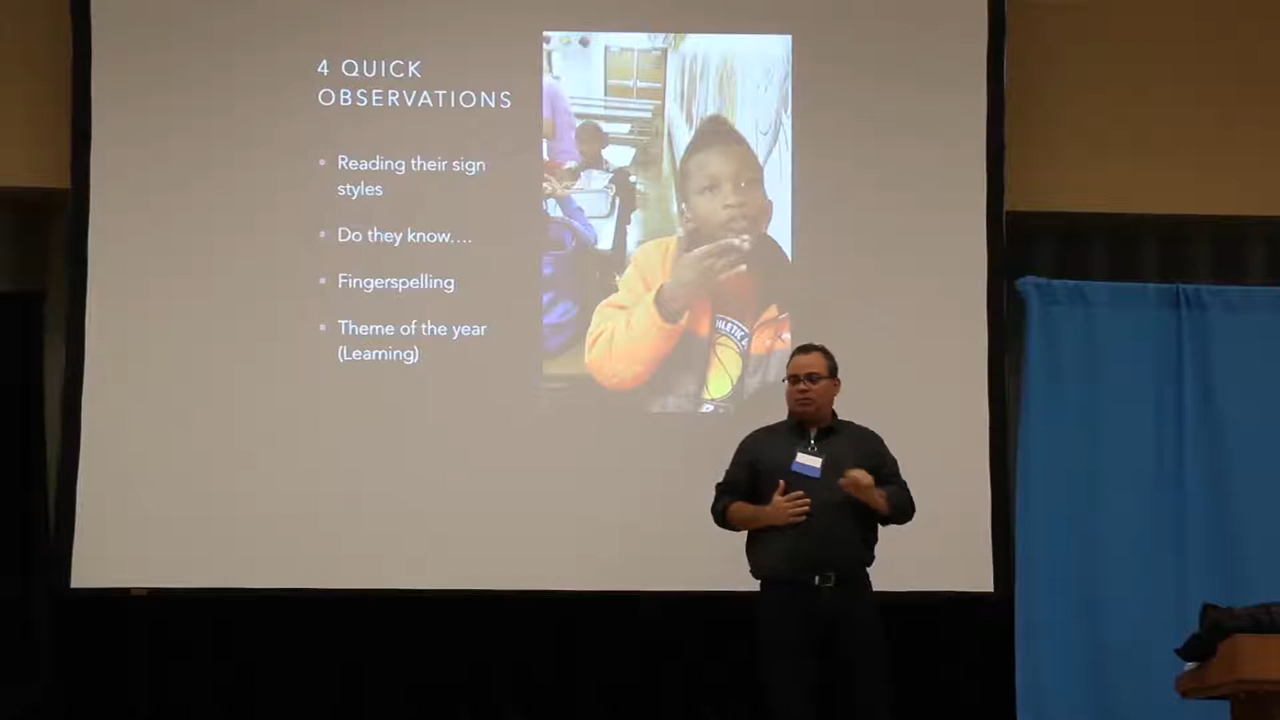 4 QUICK
OBSERVATIONS
Reading their sign
styles
Do they know....
Fingerspelling
Theme of the year
(Learning)